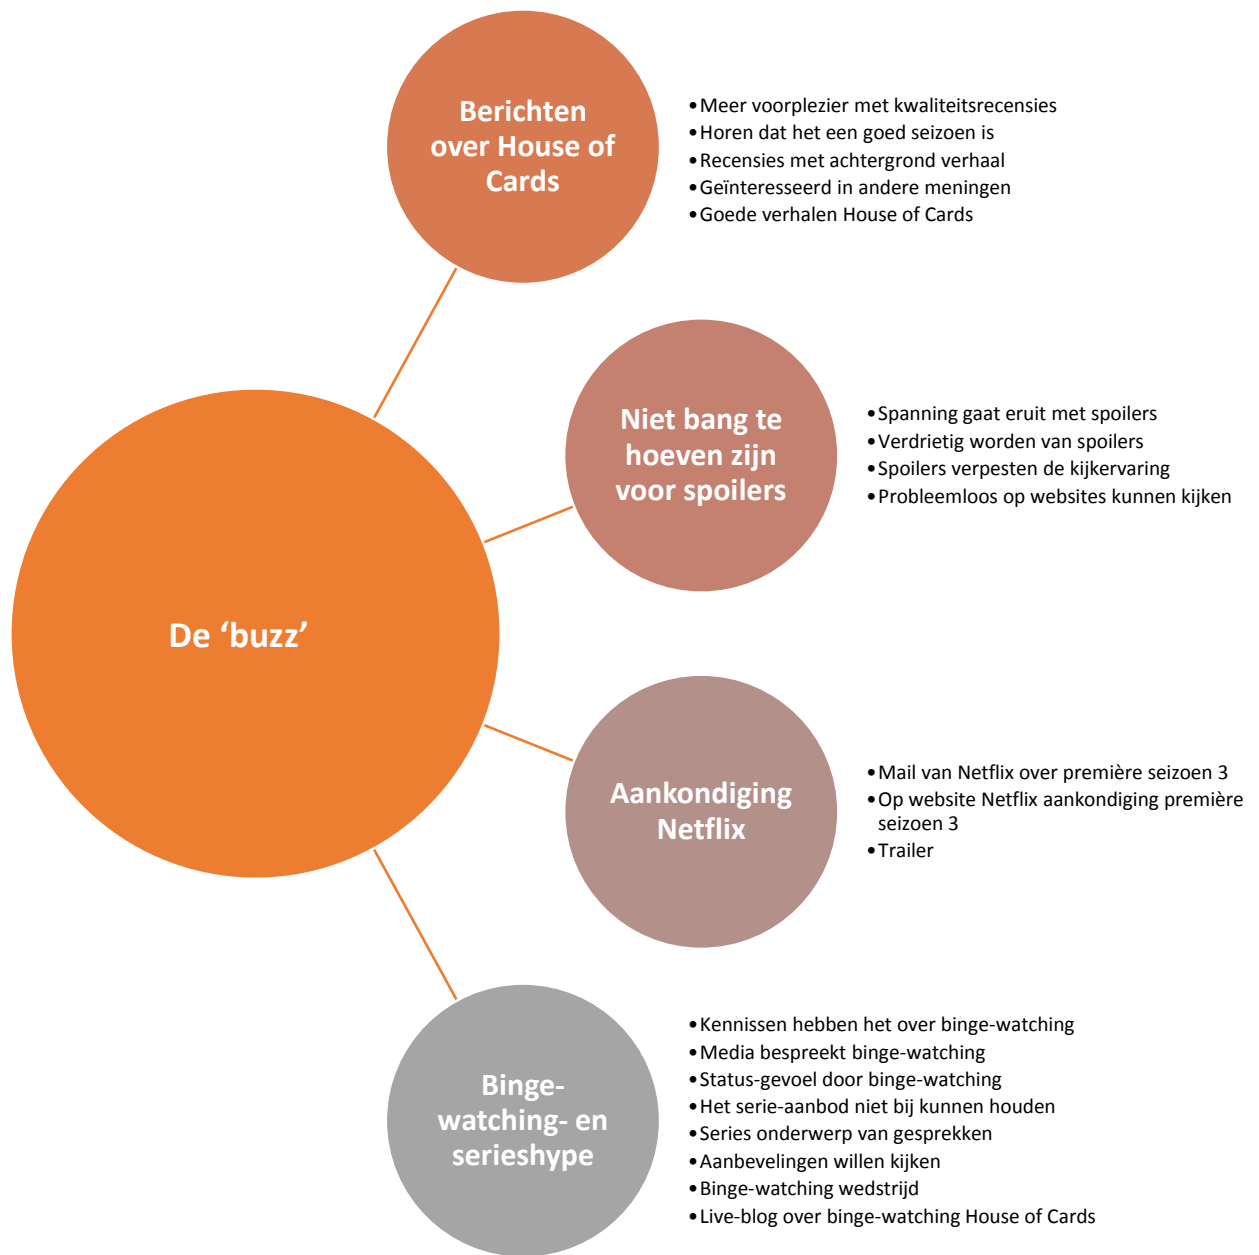 Berichten
over House of
Cards
•Meer voorplezier met kwaliteitsrecensies
•Horen dat het een goed seizoen is
•Recensies met achtergrond verhaal
•Geïnteresseerd in andere meningen
•Goede verhalen House of Cards
Niet bang te
hoeven zijn
voor spoilers
•Spanning gaat eruit met spoilers
•Verdrietig worden van spoilers
•Spoilers verpesten de kijkervaring
•Probleemloos op websites kunnen kijken
De ‘buzz’
Aankondiging
Netflix
•Mail van Netflix over première seizoen 3
•Op website Netflix aankondiging première
seizoen 3
•Trailer
Binge-
watching- en
serieshype
•Kennissen hebben het over binge-watching
•Media bespreekt binge-watching
•Status-gevoel door binge-watching
•Het serie-aanbod niet bij kunnen houden
•Series onderwerp van gesprekken
•Aanbevelingen willen kijken
•Binge-watching wedstrijd
•Live-blog over binge-watching House of Cards